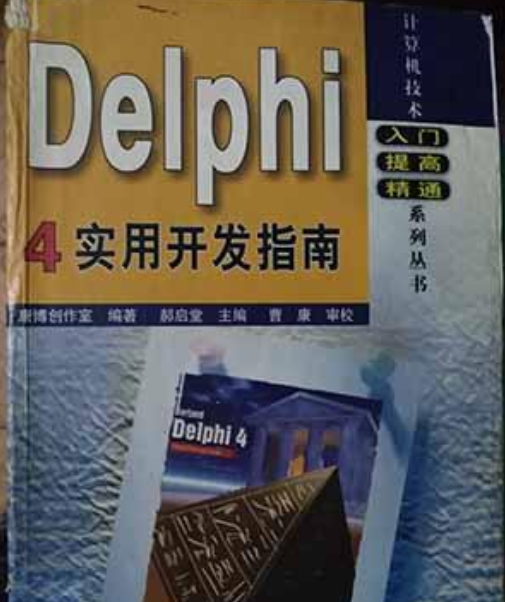 Delphi
4 实用开发指南
康博创作室 编著 郝启堂 主编 曹 康 审校
计算机技术
入门
提高
精通
系列丛书
Borland
Delphi 4